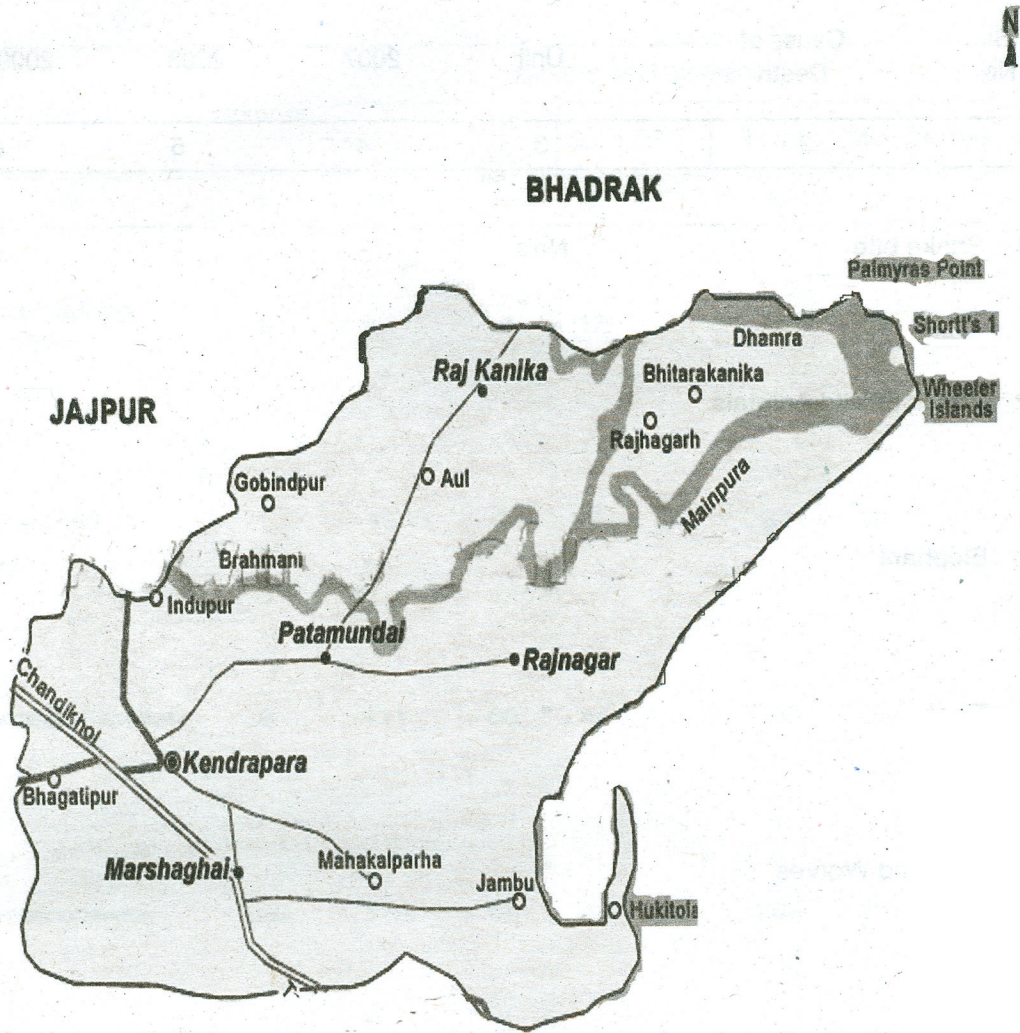 N
BHADRAK
Palmyras Point
Shortt's 1
Dhamra
Raj Kanika
Bhitarakanika
Wheeler
Islands
JAJPUR
Rajhagarh
Gobindpur
Aul
Mainpura
Brahmani
Indupur
Patamundai
Rajnagar
Chandikhol
Kendrapara
Bhagatipur
Marshaghai
Mahakalparha
Jambu
Hukitola